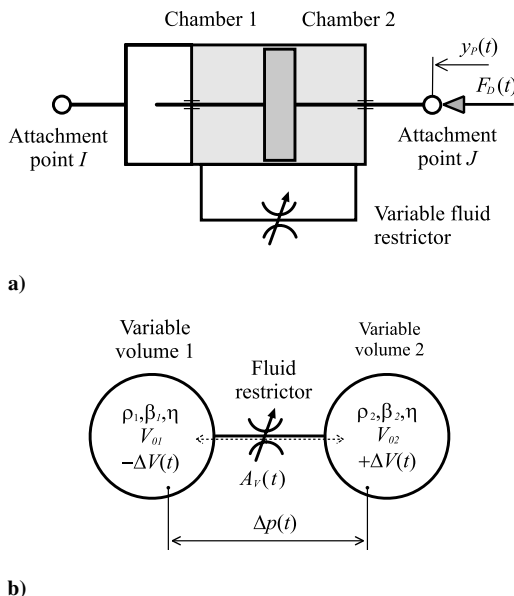 Chamber 1 Chamber 2
y_P(t)
F_D(t)
Attachment
point I
Attachment
point J
Variable fluid
restrictor
a)
Variable
volume 1
Variable
volume 2
Fluid
restrictor
ρ₁,β₁,η
V₀₁
−ΔV(t)
ρ₂,β₂,η
V₀₂
+ΔV(t)
A_V(t)
Δp(t)
b)